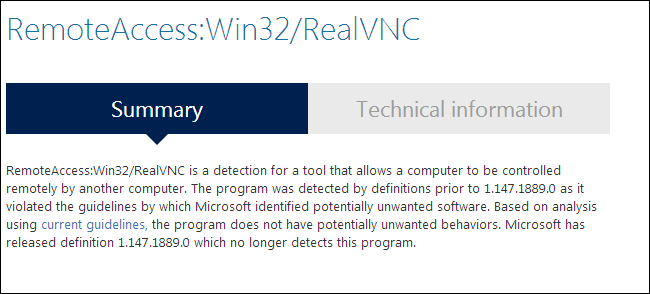 RemoteAccess:Win32/RealVNC
Summary
Technical information
RemoteAccess:Win32/RealVNC is a detection for a tool that allows a computer to be controlled
remotely by another computer. The program was detected by definitions prior to 1.147.1889.0 as it
violated the guidelines by which Microsoft identified potentially unwanted software. Based on analysis
using current guidelines, the program does not have potentially unwanted behaviors. Microsoft has
released definition 1.147.1889.0 which no longer detects this program.